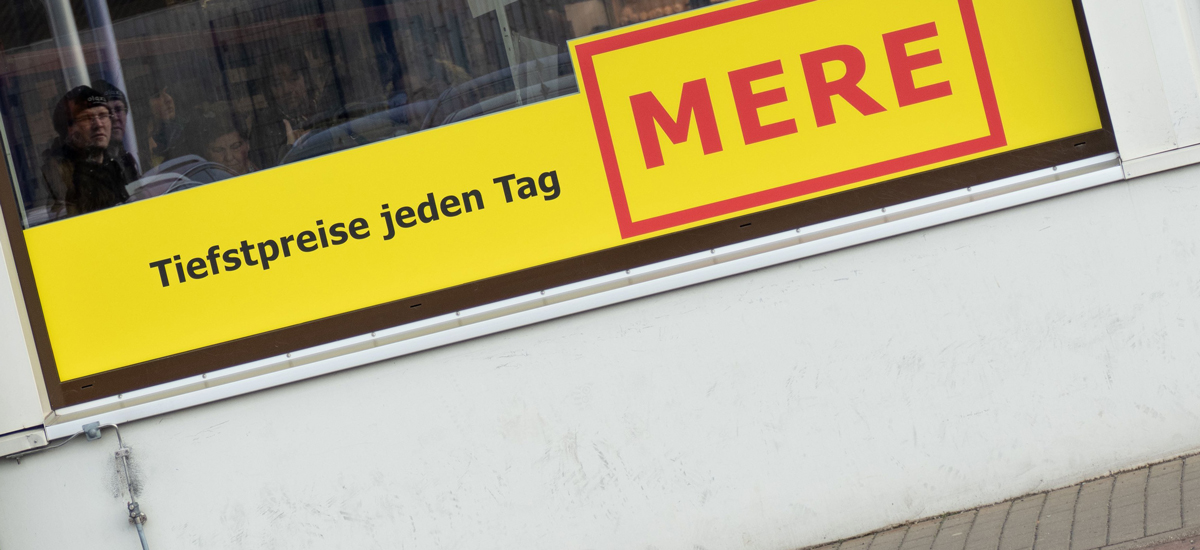 MERE
Tiefstpreise jeden Tag